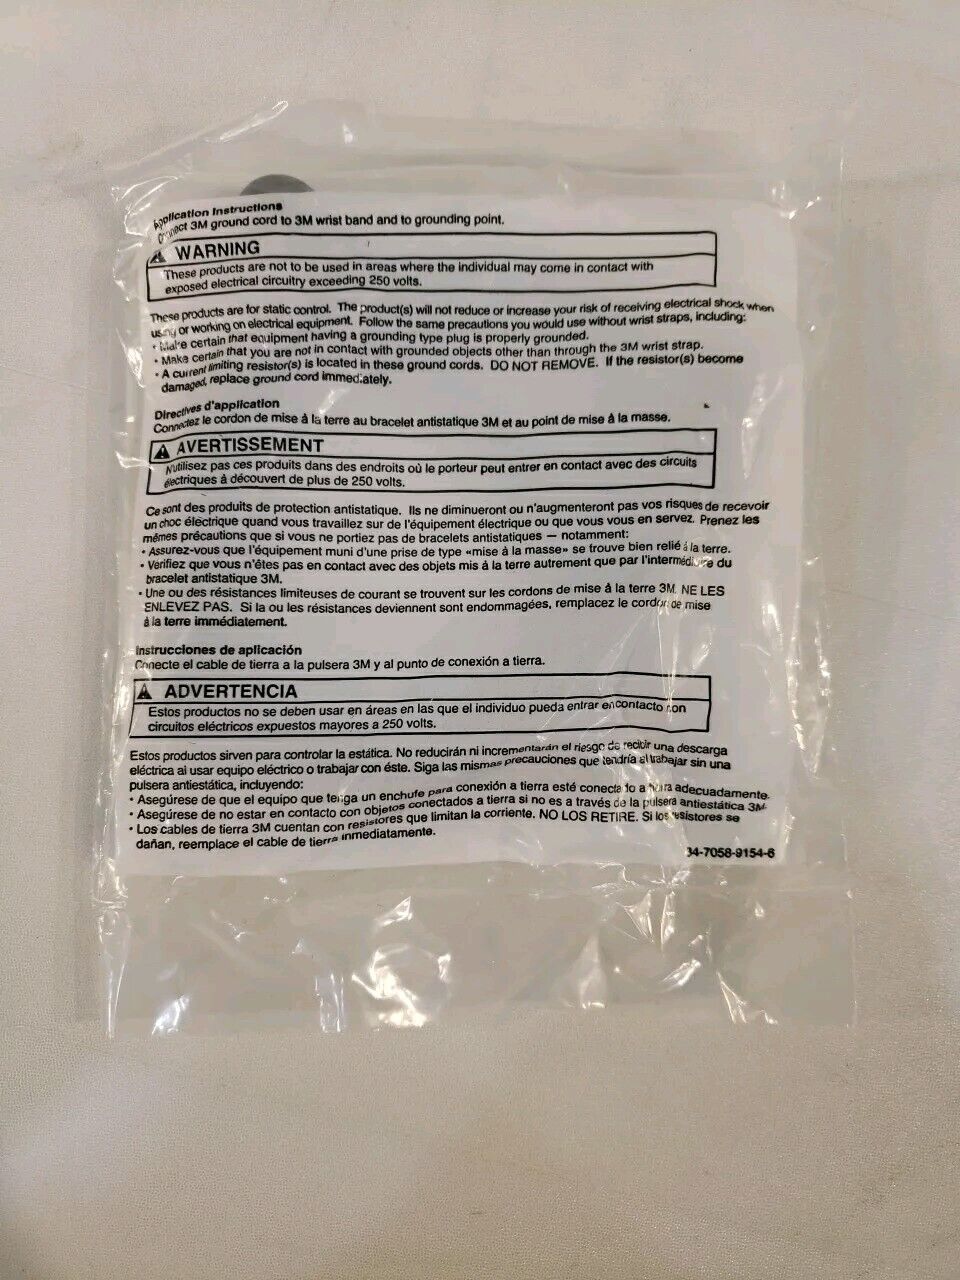 Application Instructions
Connect 3M ground cord to 3M wrist band and to grounding point.
WARNING
These products are not to be used in areas where the individual may come in contact with
exposed electrical circuitry exceeding 250 volts.
These products are for static control. The product(s) will not reduce or increase your risk of receiving electrical shock when
using or working on electrical equipment. Follow the same precautions you would use without wrist straps, including:
• Make certain that equipment having a grounding type plug is properly grounded.
• Make certain that you are not in contact with grounded objects other than through the 3M wrist strap.
• A current limiting resistor(s) is located in these ground cords. DO NOT REMOVE. If the resistor(s) become
damaged, replace ground cord immediately.
Directives d'application
Connectez le cordon de mise à la terre au bracelet antistatique 3M et au point de mise à la masse.
AVERTISSEMENT
N'utilisez pas ces produits dans des endroits où le porteur peut entrer en contact avec des circuits
électriques à découvert de plus de 250 volts.
Ce sont des produits de protection antistatique. Ils ne diminueront ou n'augmenteront pas vos risques de recevoir
un choc électrique quand vous travaillez sur de l'équipement électrique ou que vous vous en servez. Prenez les
mêmes précautions que si vous ne portiez pas de bracelets antistatiques — notamment:
• Assurez-vous que l'équipement muni d'une prise de type «mise à la masse» se trouve bien relié à la terre.
• Verifiez que vous n'êtes pas en contact avec des objets mis à la terre autrement que par l'intermédiaire du
bracelet antistatique 3M.
• Une ou des résistances limiteuses de courant se trouvent sur les cordons de mise à la terre 3M. NE LES
ENLEVEZ PAS. Si la ou les résistances deviennent sont endommagées, remplacez le cordon de mise
à la terre immédiatement.
Instrucciones de aplicación
Conecte el cable de tierra a la pulsera 3M y al punto de conexión a tierra.
ADVERTENCIA
Estos productos no se deben usar en áreas en las que el individuo pueda entrar en contacto con
circuitos eléctricos expuestos mayores a 250 volts.
Estos productos sirven para controlar la estática. No reducirán ni incrementarán el riesgo de recibir una descarga
eléctrica al usar equipo eléctrico o trabajar con éste. Siga las mismas precauciones que tendría al trabajar sin una
pulsera antiestática, incluyendo:
• Asegúrese de que el equipo que tenga un enchufe para conexión a tierra esté conectado a tierra adecuadamente.
• Asegúrese de no estar en contacto con objetos conectados a tierra si no es a través de la pulsera antiestática 3M.
• Los cables de tierra 3M cuentan con resistores que limitan la corriente. NO LOS RETIRE. Si los resistores se
dañan, reemplace el cable de tierra inmediatamente.
34-7058-9154-6